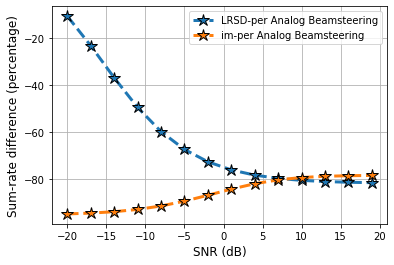 LRSD-per Analog Beamsteering
im-per Analog Beamsteering
Sum-rate difference (percentage)
−20
−40
−60
−80
−20 −15 −10 −5 0 5 10 15 20
SNR (dB)